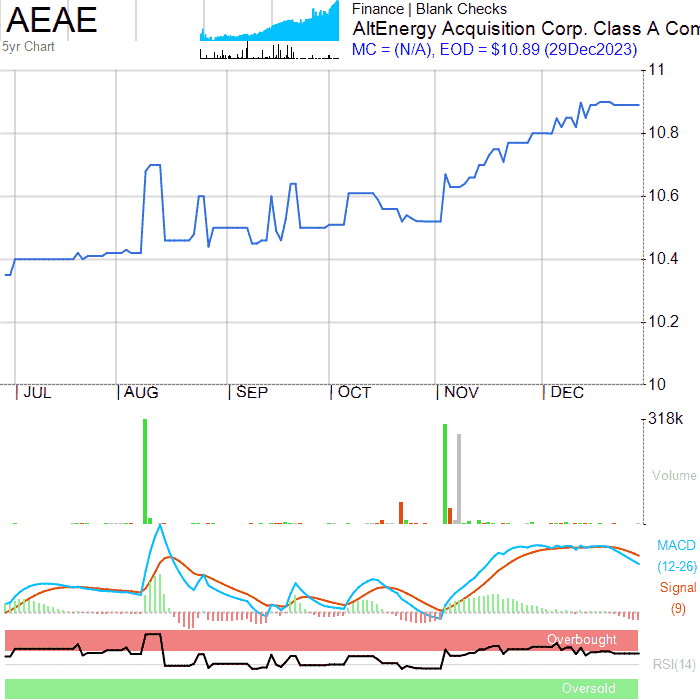 AEAE
5yr Chart
Finance | Blank Checks
AltEnergy Acquisition Corp. Class A Com
MC = (N/A), EOD = $10.89 (29Dec2023)
11
10.8
10.6
10.4
10.2
10
JUL
AUG
SEP
OCT
NOV
DEC
318k
Volume
MACD
(12-26)
Signal
(9)
Overbought
RSI(14)
Oversold